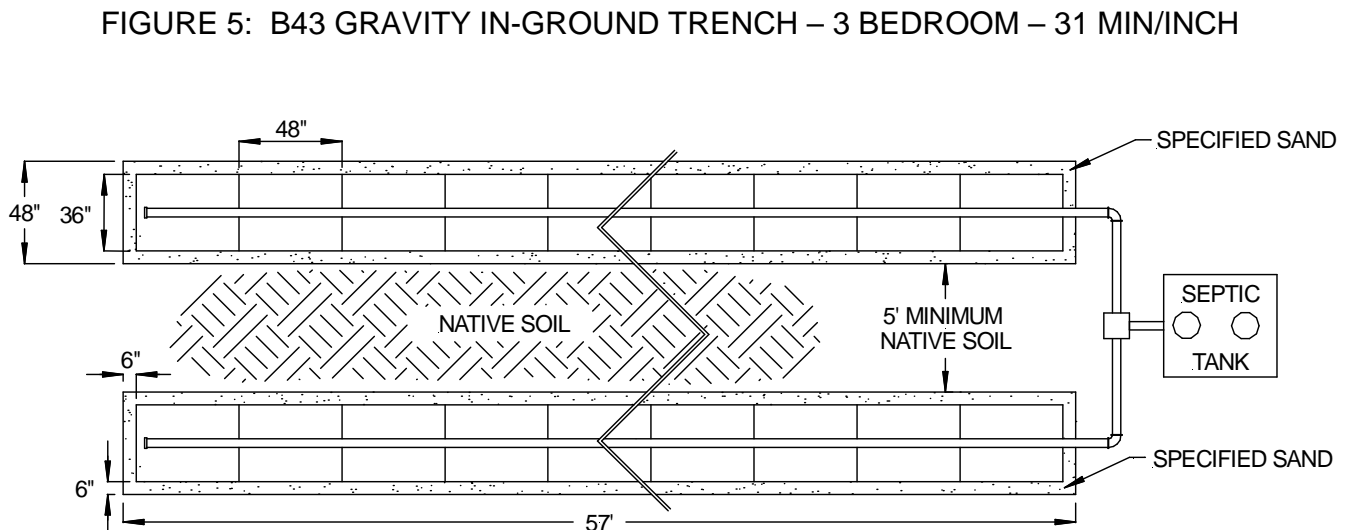 FIGURE 5: B43 GRAVITY IN-GROUND TRENCH – 3 BEDROOM – 31 MIN/INCH
48"
SPECIFIED SAND
48"
36"
SEPTIC
TANK
NATIVE SOIL
5' MINIMUM
NATIVE SOIL
6"
SPECIFIED SAND
6"
57'